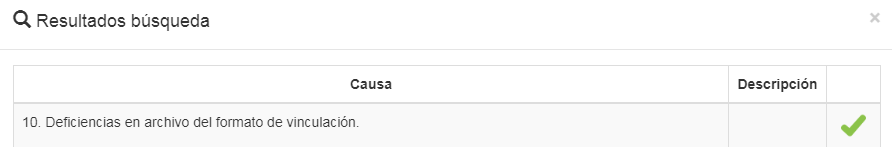 Resultados búsqueda
×
Causa Descripción
10. Deficiencias en archivo del formato de vinculación.